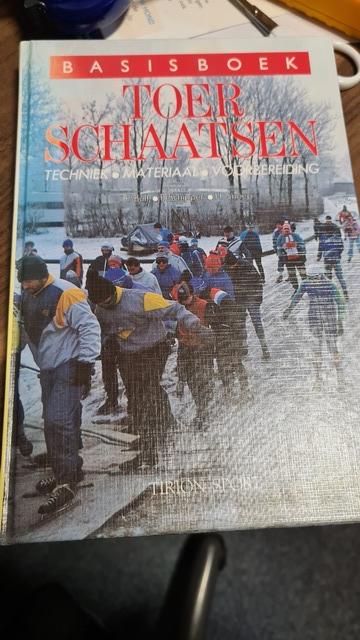 BASISBOEK
TOER
SCHAATSEN
TECHNIEK • MATERIAAL • VOORBEREIDING
TIRION SPORT